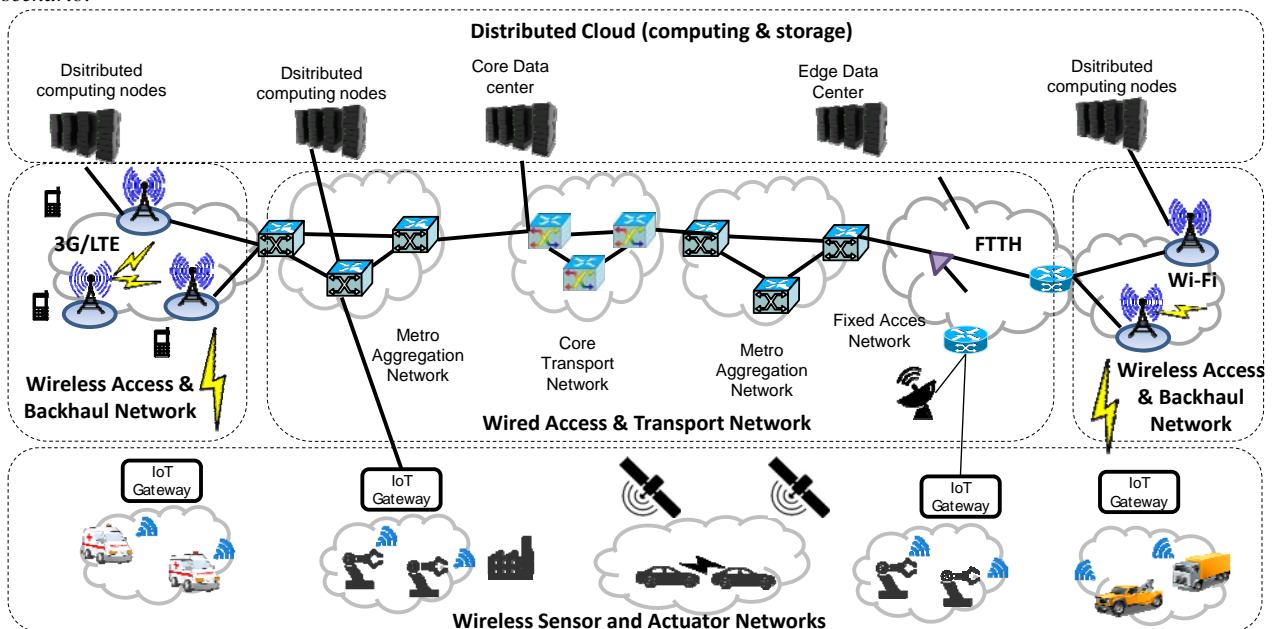 scenario.
Distributed Cloud (computing & storage)
Dsitributed
computing nodes
Dsitributed
computing nodes
Core Data
center
Edge Data
Center
Dsitributed
computing nodes
3G/LTE
FTTH
Wi-Fi
Metro
Aggregation
Network
Core
Transport
Network
Metro
Aggregation
Network
Fixed Acces
Network
Wireless Access &
Backhaul Network
Wired Access & Transport Network
Wireless Access
& Backhaul
Network
IoT
Gateway
IoT
Gateway
IoT
Gateway
IoT
Gateway
Wireless Sensor and Actuator Networks